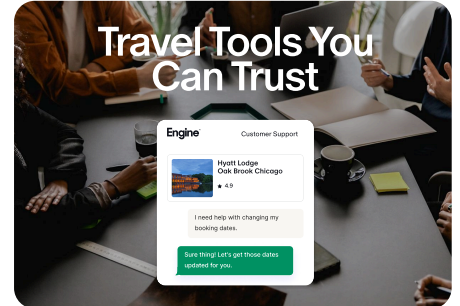 Travel Tools You
Can Trust
Engine
Customer Support
Hyatt Lodge
Oak Brook Chicago
★ 4.9
I need help with changing my
booking dates.
Sure thing! Let's get those dates
updated for you.